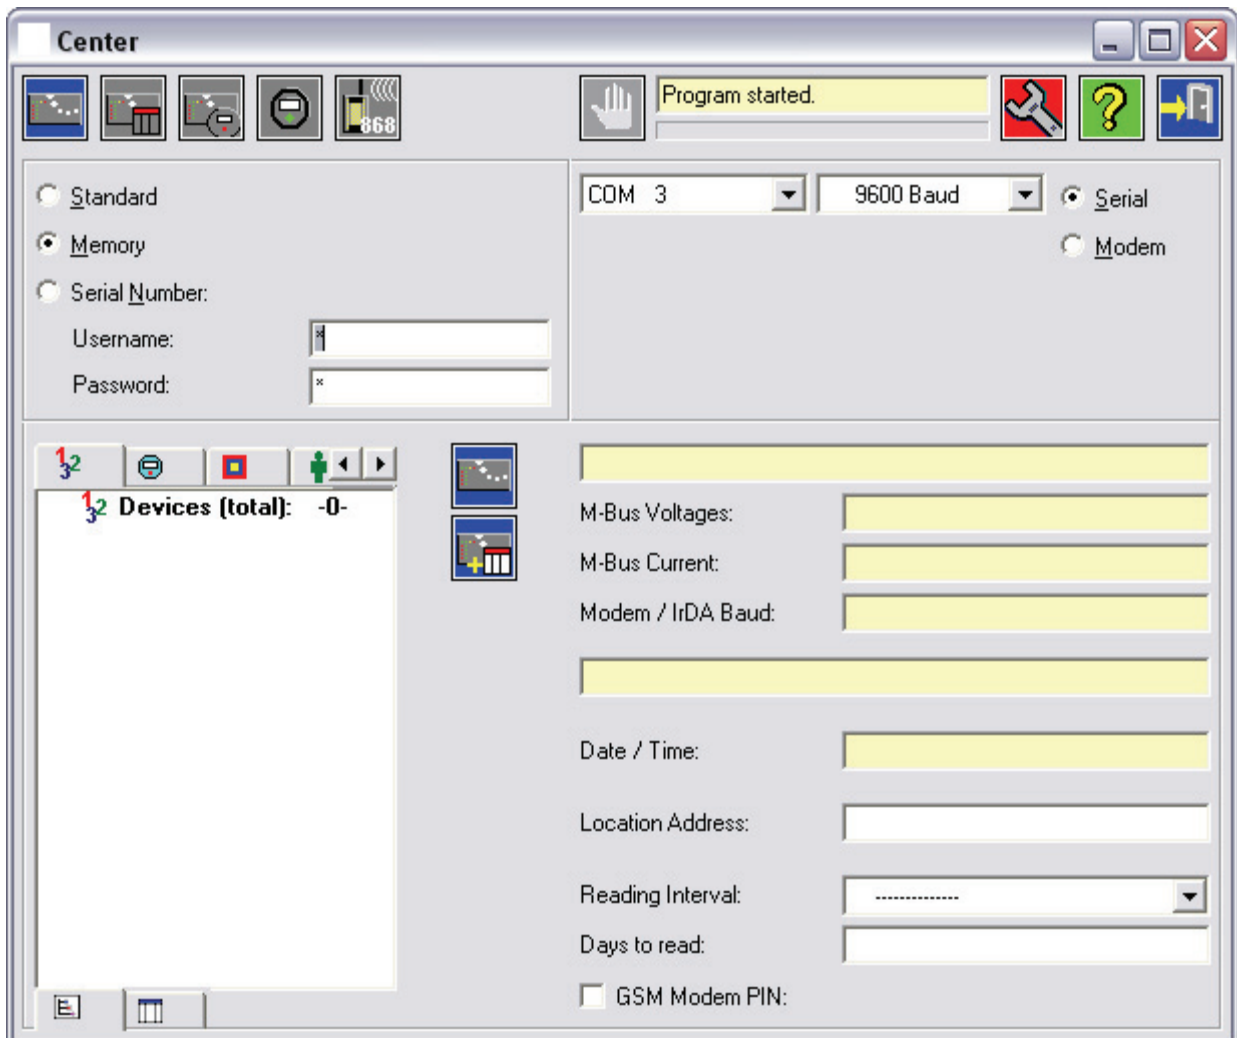 Center
868
Program started.
Standard
Memory
Serial Number:
Username: *
Password: *
COM 3
9600 Baud
Serial
Modem
132
132 Devices (total): -0-
M-Bus Voltages:
M-Bus Current:
Modem / IrDA Baud:
Date / Time:
Location Address:
Reading Interval: --------------
Days to read:
GSM Modem PIN: